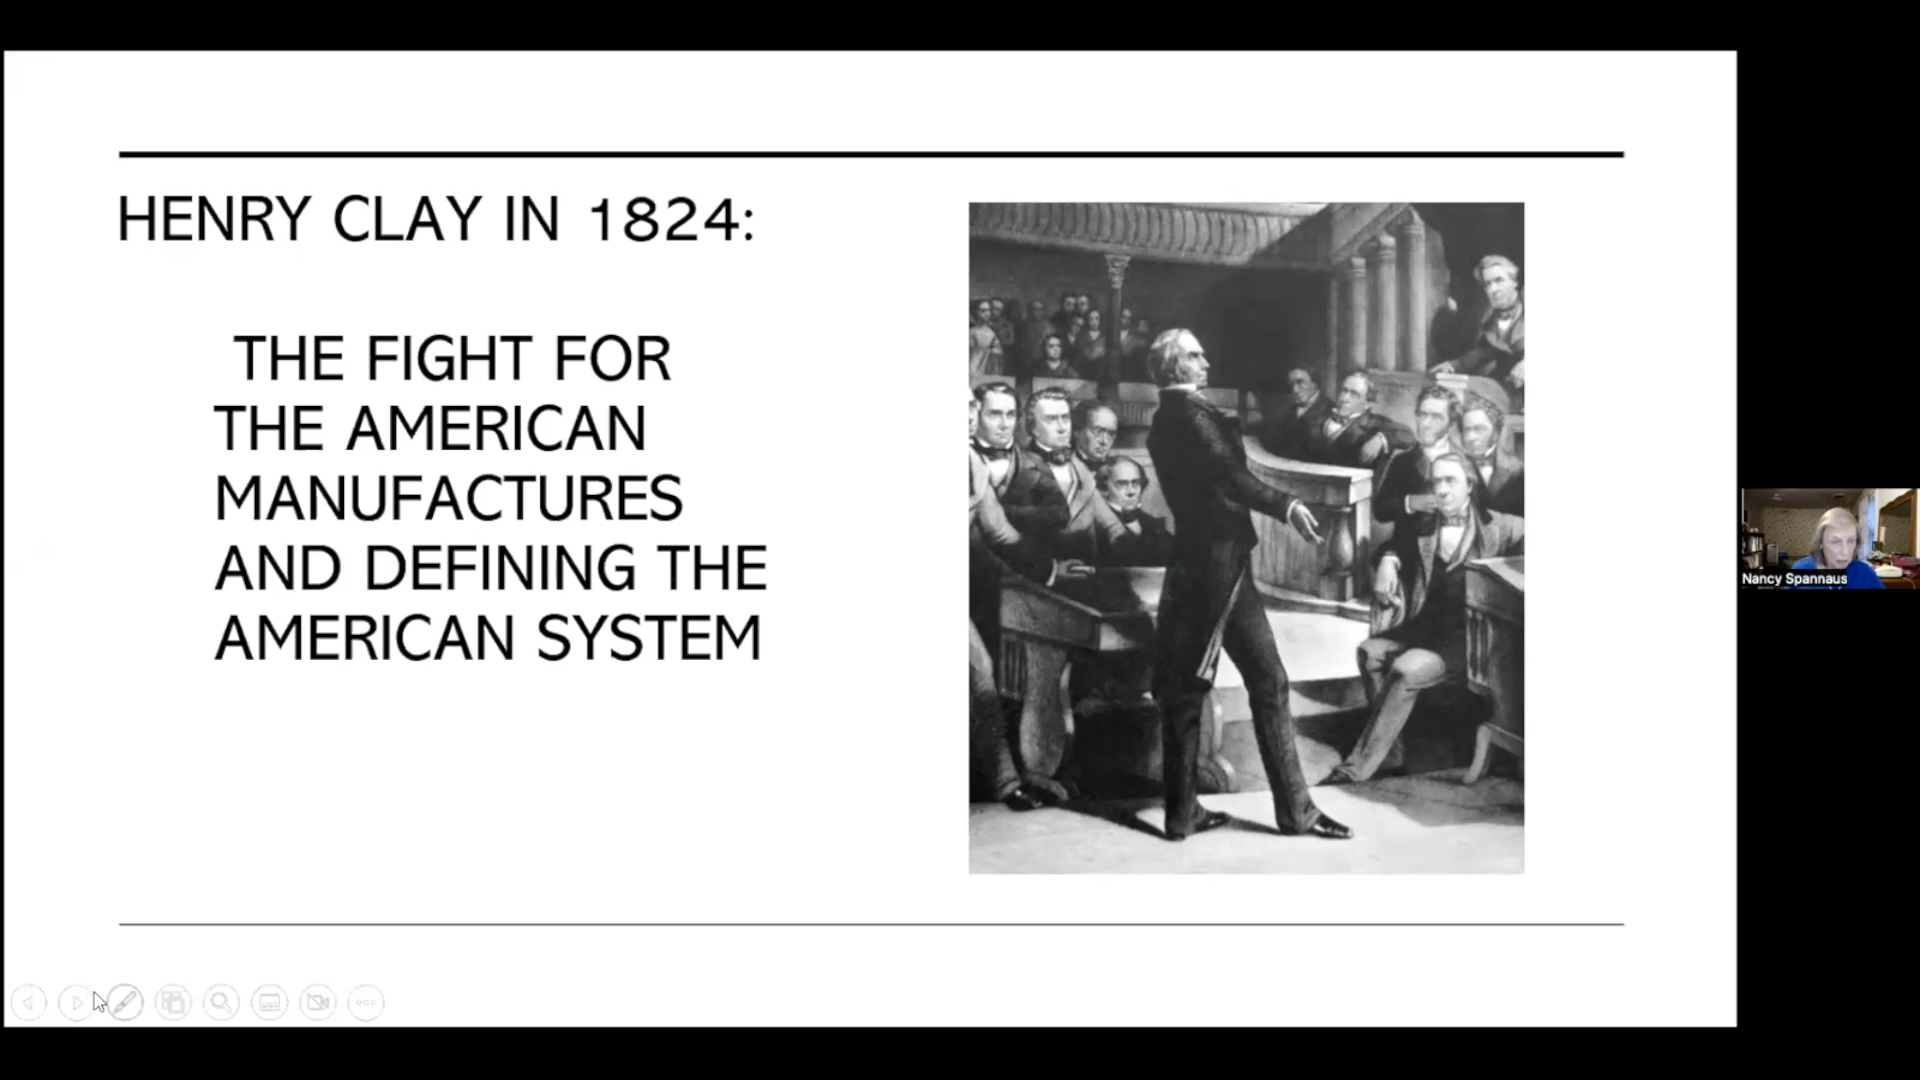 HENRY CLAY IN 1824:
THE FIGHT FOR
THE AMERICAN
MANUFACTURES
AND DEFINING THE
AMERICAN SYSTEM
Nancy Spannaus